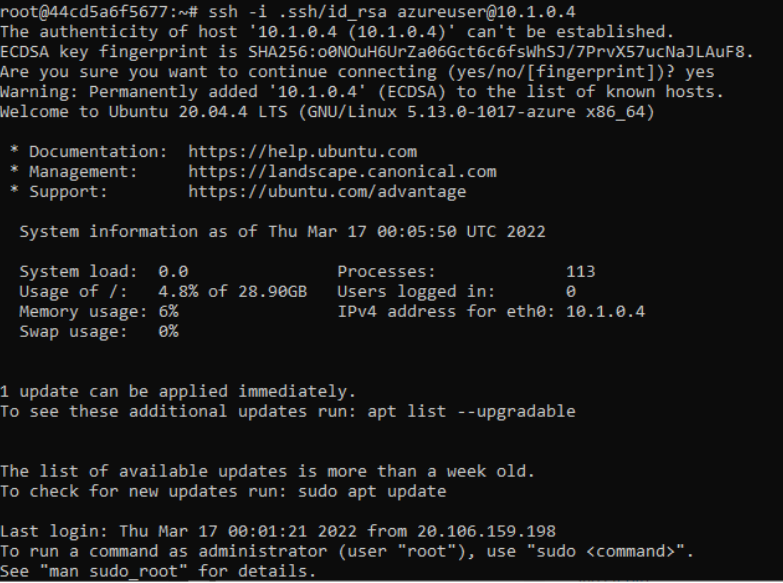 root@44cd5a6f5677:~# ssh -i .ssh/id_rsa azureuser@10.1.0.4
The authenticity of host '10.1.0.4 (10.1.0.4)' can't be established.
ECDSA key fingerprint is SHA256:o0NOuH6UrZa06Gct6c6fsWhSJ/7PrvX57ucNaJLAuF8.
Are you sure you want to continue connecting (yes/no/[fingerprint])? yes
Warning: Permanently added '10.1.0.4' (ECDSA) to the list of known hosts.
Welcome to Ubuntu 20.04.4 LTS (GNU/Linux 5.13.0-1017-azure x86_64)

 * Documentation:  https://help.ubuntu.com
 * Management:     https://landscape.canonical.com
 * Support:        https://ubuntu.com/advantage

  System information as of Thu Mar 17 00:05:50 UTC 2022

  System load:  0.0               Processes:             113
  Usage of /:   4.8% of 28.90GB   Users logged in:       0
  Memory usage: 6%                IPv4 address for eth0: 10.1.0.4
  Swap usage:   0%

1 update can be applied immediately.
To see these additional updates run: apt list --upgradable

The list of available updates is more than a week old.
To check for new updates run: sudo apt update

Last login: Thu Mar 17 00:01:21 2022 from 20.106.159.198
To run a command as administrator (user "root"), use "sudo <command>".
See "man sudo_root" for details.